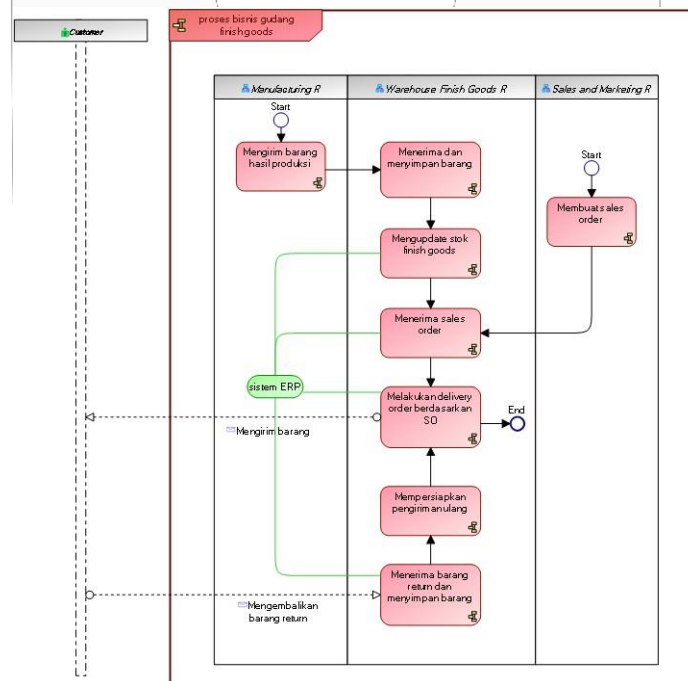 proses bisnis gudang
finish goods
Customer
Manufacturing R
Warehouse Finish Goods R
Sales and Marketing R
Start
Mengirim barang
hasil produksi
Menerima dan
menyimpan barang
Start
Membuat sales
order
Mengupdate stok
finish goods
Menerima sales
order
sistem ERP
Melakukan delivery
order berdasarkan
SO
End
Mengirim barang
Mempersiapkan
pengiriman ulang
Menerima barang
return dan
menyimpan barang
Mengembalikan
barang return